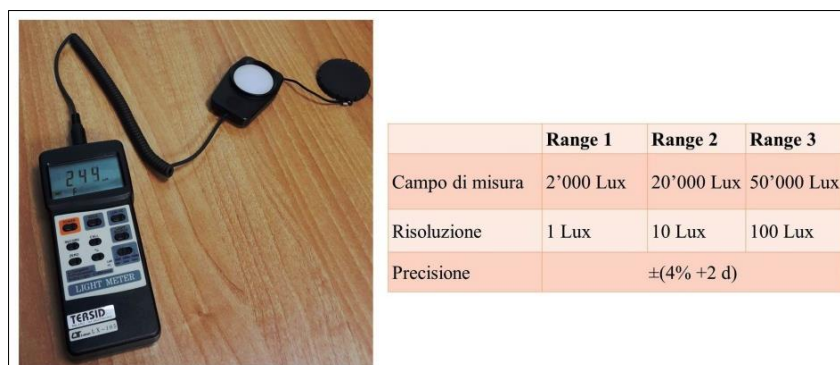 249
POWER
LIGHT METER
TERSID
Range 1 Range 2 Range 3
Campo di misura 2’000 Lux 20’000 Lux 50’000 Lux
Risoluzione 1 Lux 10 Lux 100 Lux
Precisione ±(4% +2 d)